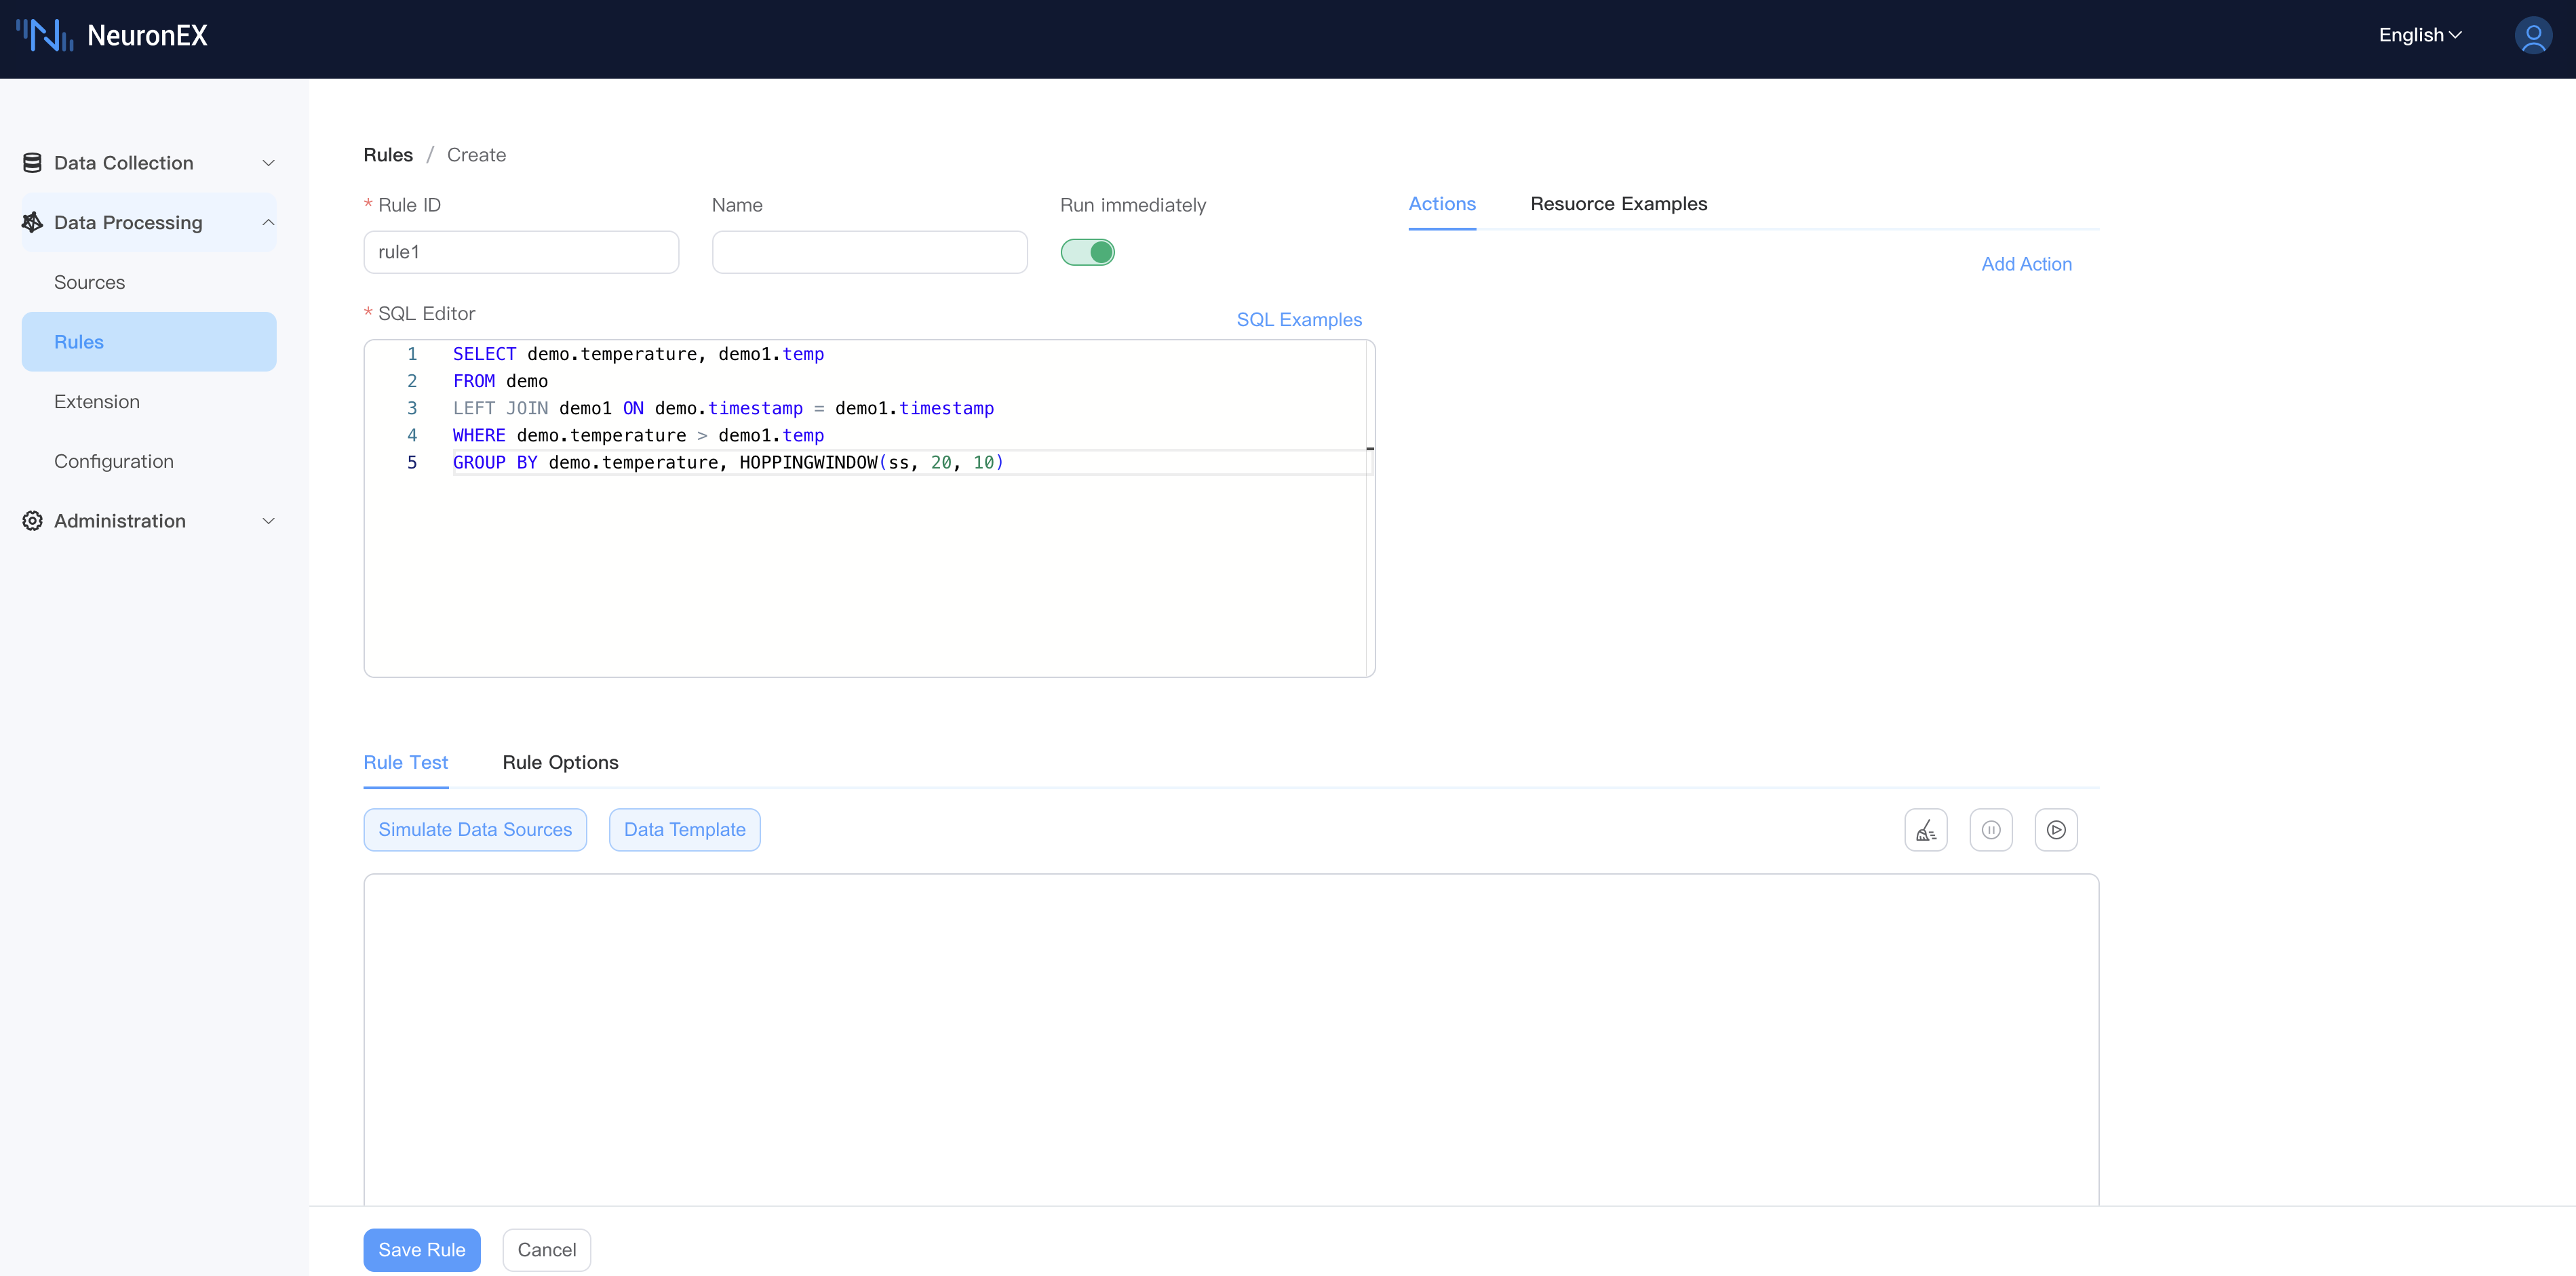 NeuronEX
English
Data Collection
Data Processing
Sources
Rules
Extension
Configuration
Administration
Rules / Create
* Rule ID
Name
Run immediately
rule1
* SQL Editor
SQL Examples
1 SELECT demo.temperature, demo1.temp
2 FROM demo
3 LEFT JOIN demo1 ON demo.timestamp = demo1.timestamp
4 WHERE demo.temperature > demo1.temp
5 GROUP BY demo.temperature, HOPPINGWINDOW(ss, 20, 10)
Actions
Resuorce Examples
Add Action
Rule Test
Rule Options
Simulate Data Sources
Data Template
Save Rule
Cancel